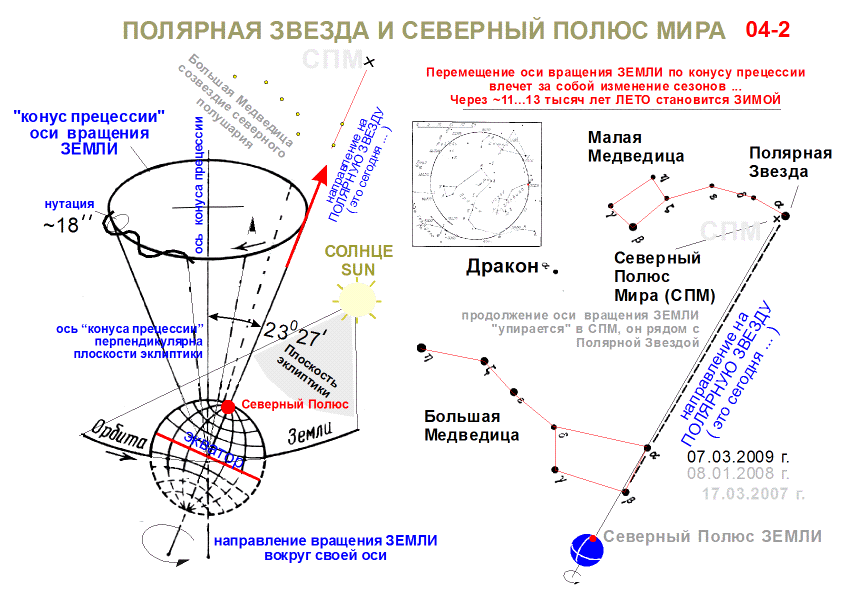 ПОЛЯРНАЯ ЗВЕЗДА И СЕВЕРНЫЙ ПОЛЮС МИРА 04-2
СПМ
Большая Медведица
созвездие северного
полушария
"конус прецессии"
оси вращения
ЗЕМЛИ
ось конуса прецессии
направление на
ПОЛЯРНУЮ ЗВЕЗДУ
( это сегодня ... )
нутация
~18''
СОЛНЦЕ
SUN
23⁰27'
ось “конуса прецессии”
перпендикулярна
плоскости эклиптики
Плоскость
эклиптики
Северный Полюс
Орбита
Земли
экватор
направление вращения ЗЕМЛИ
вокруг своей оси
Перемещение оси вращения ЗЕМЛИ по конусу прецессии
влечет за собой изменение сезонов ...
Через ~11...13 тысяч лет ЛЕТО становится ЗИМОЙ
Малая
Медведица
Полярная
Звезда
η
ζ
ε
δ
α
γ
β
СПМ
Северный
Полюс
Мира (СПМ)
Дракон α
продолжение оси вращения ЗЕМЛИ
"упирается" в СПМ, он рядом с
Полярной Звездой
направление на
ПОЛЯРНУЮ ЗВЕЗДУ
( это сегодня ... )
η
ζ
ε
δ
α
γ
β
Большая
Медведица
07.03.2009 г.
08.01.2008 г.
17.03.2007 г.
Северный Полюс ЗЕМЛИ